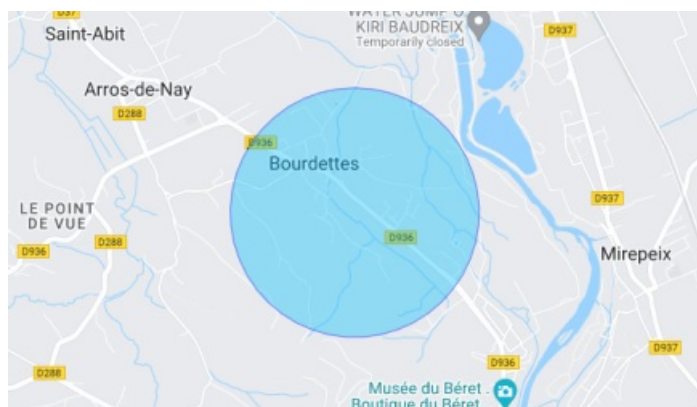 D37
Saint-Abit
WATER JUMP O
KIRI BAUDREIX
Temporarily closed
D937
Arros-de-Nay
D288
D936
Bourdettes
LE POINT
DE VUE
D288
D936
D936
D937
Mirepeix
D937
D936
D288
Musée du Béret
Boutique du Béret